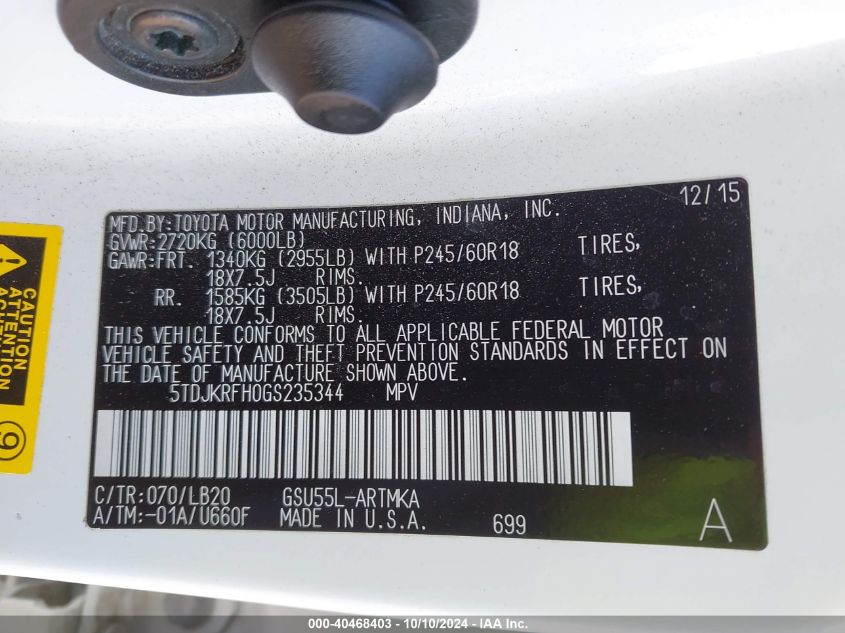 12/15
MFD.BY:TOYOTA MOTOR MANUFACTURING, INDIANA, INC.
GVWR:2720KG (6000LB)
GAWR:FRT. 1340KG (2955LB) WITH P245/60R18 TIRES,
18X7.5J RIMS.
RR. 1585KG (3505LB) WITH P245/60R18 TIRES,
18X7.5J RIMS.
THIS VEHICLE CONFORMS TO ALL APPLICABLE FEDERAL MOTOR
VEHICLE SAFETY AND THEFT PREVENTION STANDARDS IN EFFECT ON
THE DATE OF MANUFACTURE SHOWN ABOVE.
5TDJKRFH0GS235344 MPV
C/TR:070/LB20 GSU55L-ARTMKA
A/TM:-01A/U660F MADE IN U.S.A. 699 A
CAUTION
ATTENTION
9
000-40468403 - 10/10/2024 - IAA Inc.